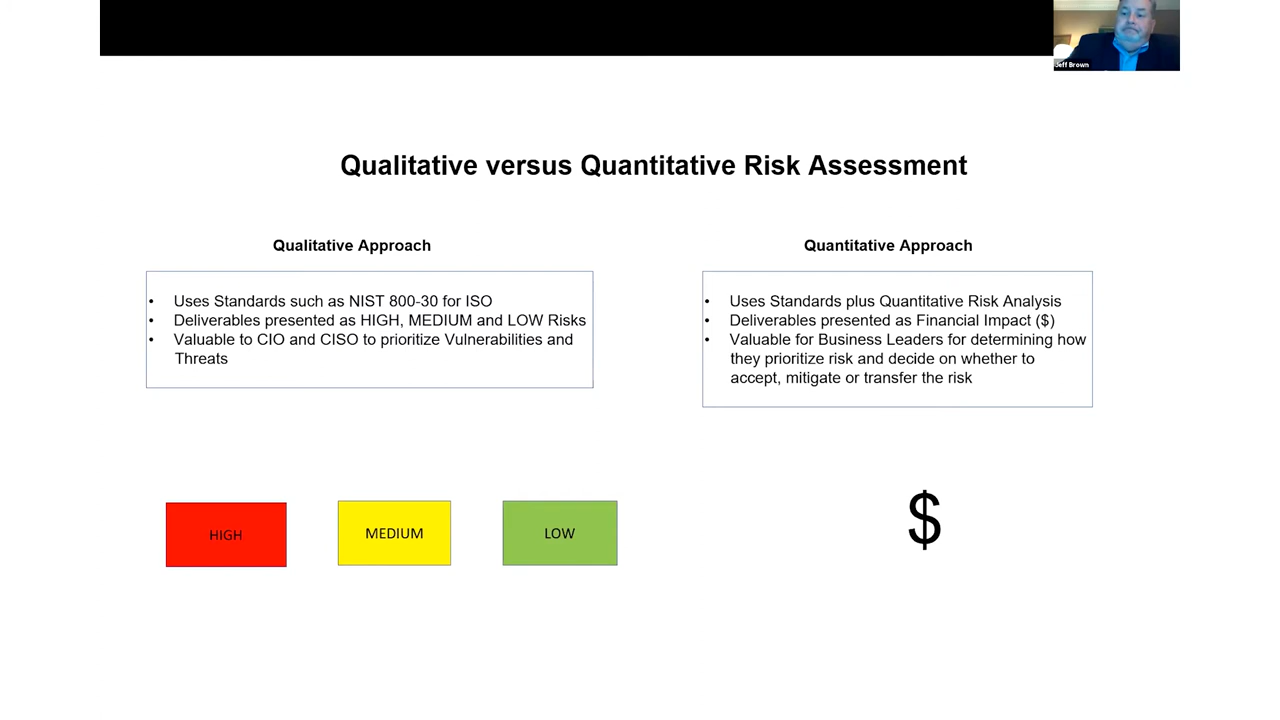 Jeff Brown
Qualitative versus Quantitative Risk Assessment
Qualitative Approach
• Uses Standards such as NIST 800-30 for ISO
• Deliverables presented as HIGH, MEDIUM and LOW Risks
• Valuable to CIO and CISO to prioritize Vulnerabilities and
Threats
Quantitative Approach
• Uses Standards plus Quantitative Risk Analysis
• Deliverables presented as Financial Impact ($)
• Valuable for Business Leaders for determining how
they prioritize risk and decide on whether to
accept, mitigate or transfer the risk
HIGH
MEDIUM
LOW
$